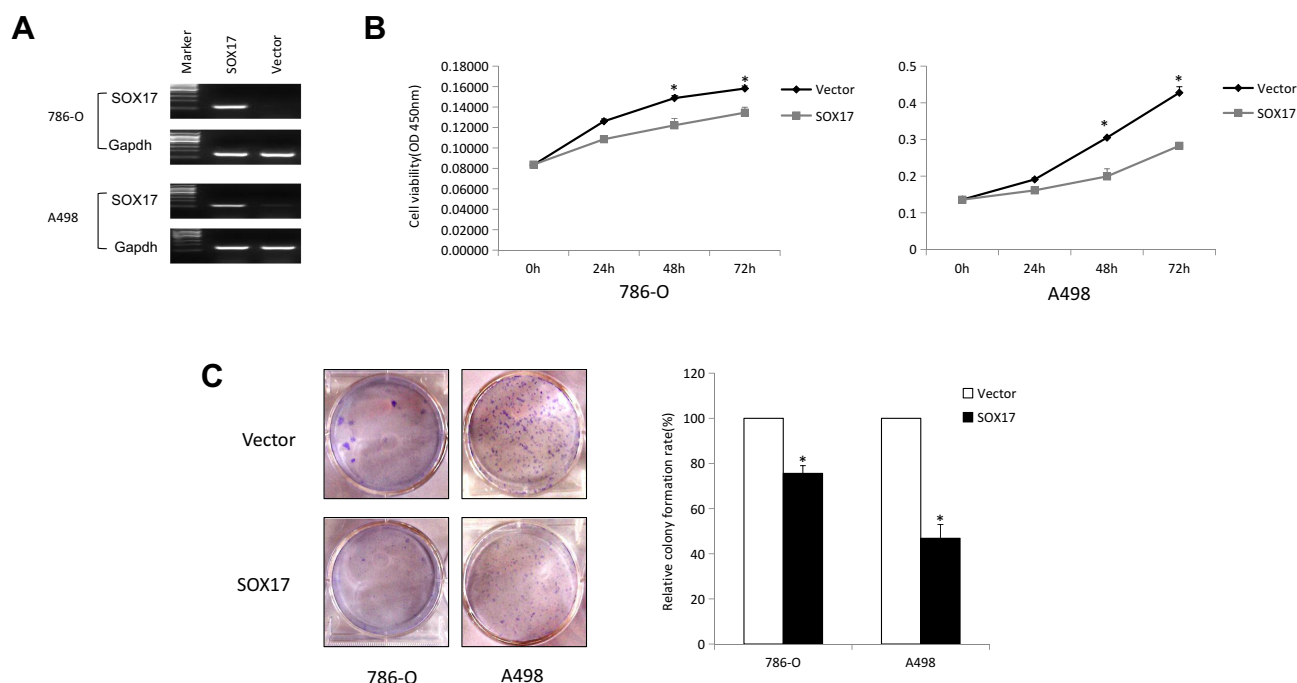 A
Marker
SOX17
Vector
786-O
SOX17
Gapdh
A498
SOX17
Gapdh
B
Cell viability(OD 450nm)
0.18000
0.16000
0.14000
0.12000
0.10000
0.08000
0.06000
0.04000
0.02000
0.00000
* *
0h 24h 48h 72h
786-O
Vector
SOX17
0.5
0.4
0.3
0.2
0.1
0
* *
0h 24h 48h 72h
A498
Vector
SOX17
C
Vector
SOX17
786-O A498
Relative colony formation rate(%)
120
100
80
60
40
20
0
* *
786-O A498
Vector
SOX17